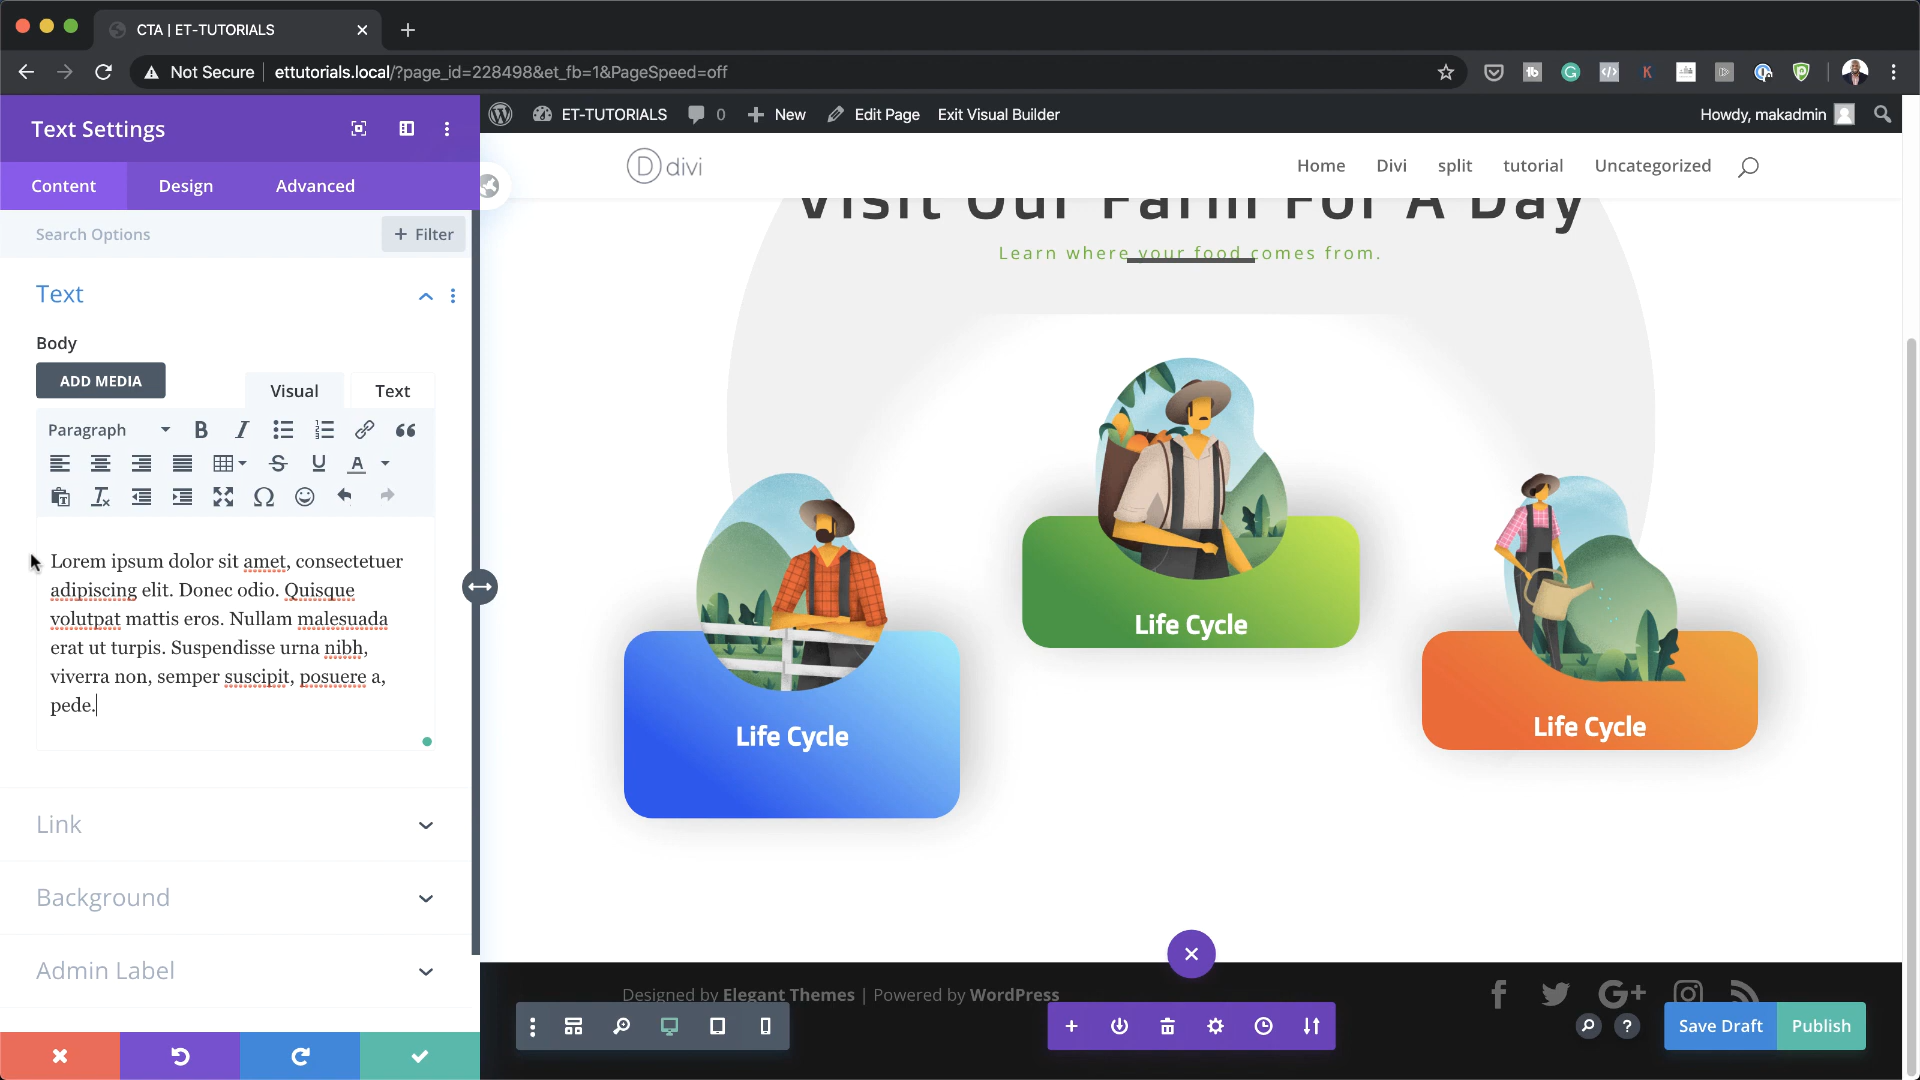 CTA | ET-TUTORIALS
Not Secure
ettutorials.local/?page_id=228498&et_fb=1&PageSpeed=off
Text Settings
ET-TUTORIALS
0
New
Edit Page
Exit Visual Builder
Howdy, makadmin
Content
Design
Advanced
D divi
Home
Divi
split
tutorial
Uncategorized
Search Options
+ Filter
Visit Our Farm For A Day
Learn where your food comes from.
Text
Body
ADD MEDIA
Visual
Text
Paragraph
Lorem ipsum dolor sit amet, consectetuer
adipiscing elit. Donec odio. Quisque
volutpat mattis eros. Nullam malesuada
erat ut turpis. Suspendisse urna nibh,
viverra non, semper suscipit, posuere a,
pede.
Life Cycle
Life Cycle
Life Cycle
Link
Background
Admin Label
Designed by Elegant Themes | Powered by WordPress
Save Draft
Publish